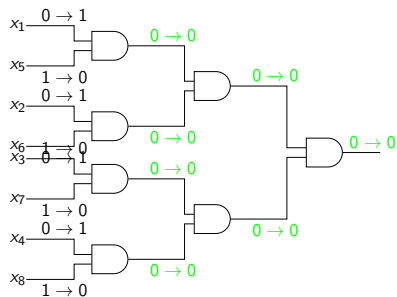 0 → 1
x₁
0 → 0
x₅
1 → 0
0 → 0
0 → 1
x₂
0 → 0
x₆
1 → 0
0 → 0
x₃
0 → 1
0 → 0
x₇
1 → 0
0 → 1
0 → 0
x₄
0 → 0
x₈
1 → 0